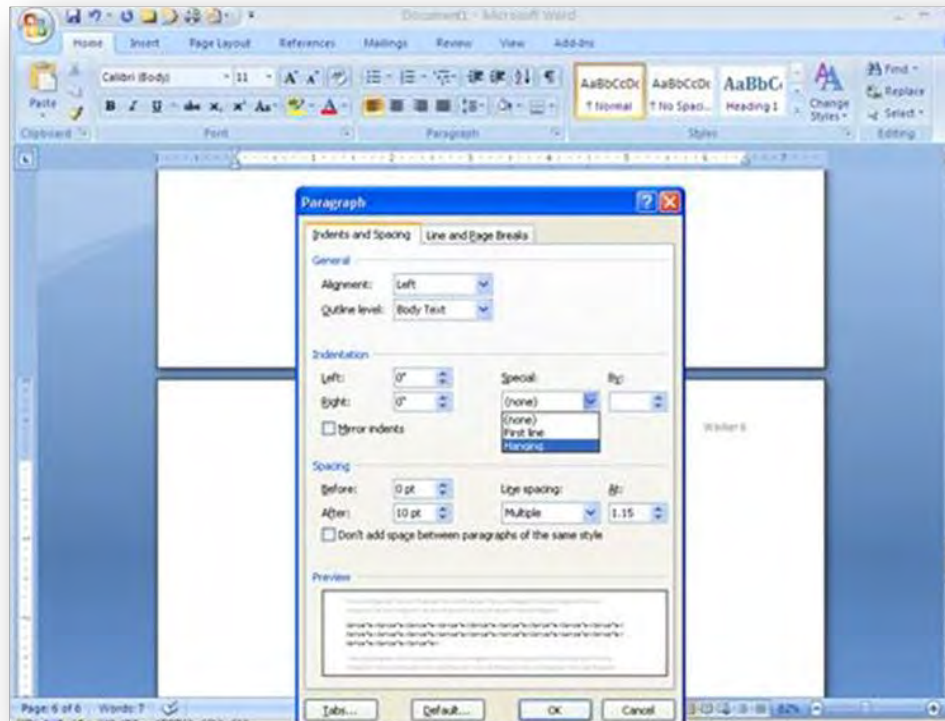 Document1 - Microsoft Word
Home Insert Page Layout References Mailings Review View Add-Ins
Paste
Calibri (Body) 11
B I U abe x, x² Aa A
AaBbCcDc AaBbCcDc AaBbC
¶ Normal ¶ No Spaci... Heading 1
Change Styles
Find
Replace
Select
Clipboard Font Paragraph Styles Editing
Paragraph
Indents and Spacing Line and Page Breaks
General
Alignment: Left
Outline level: Body Text
Indentation
Left: 0" Special: By:
Right: 0" (none)
Mirror indents (none)
First line
Hanging
Spacing
Before: 0 pt Line spacing: At:
After: 10 pt Multiple 1.15
Don't add space between paragraphs of the same style
Preview
Tabs... Default... OK Cancel
Page: 6 of 6 Words: 7 82%